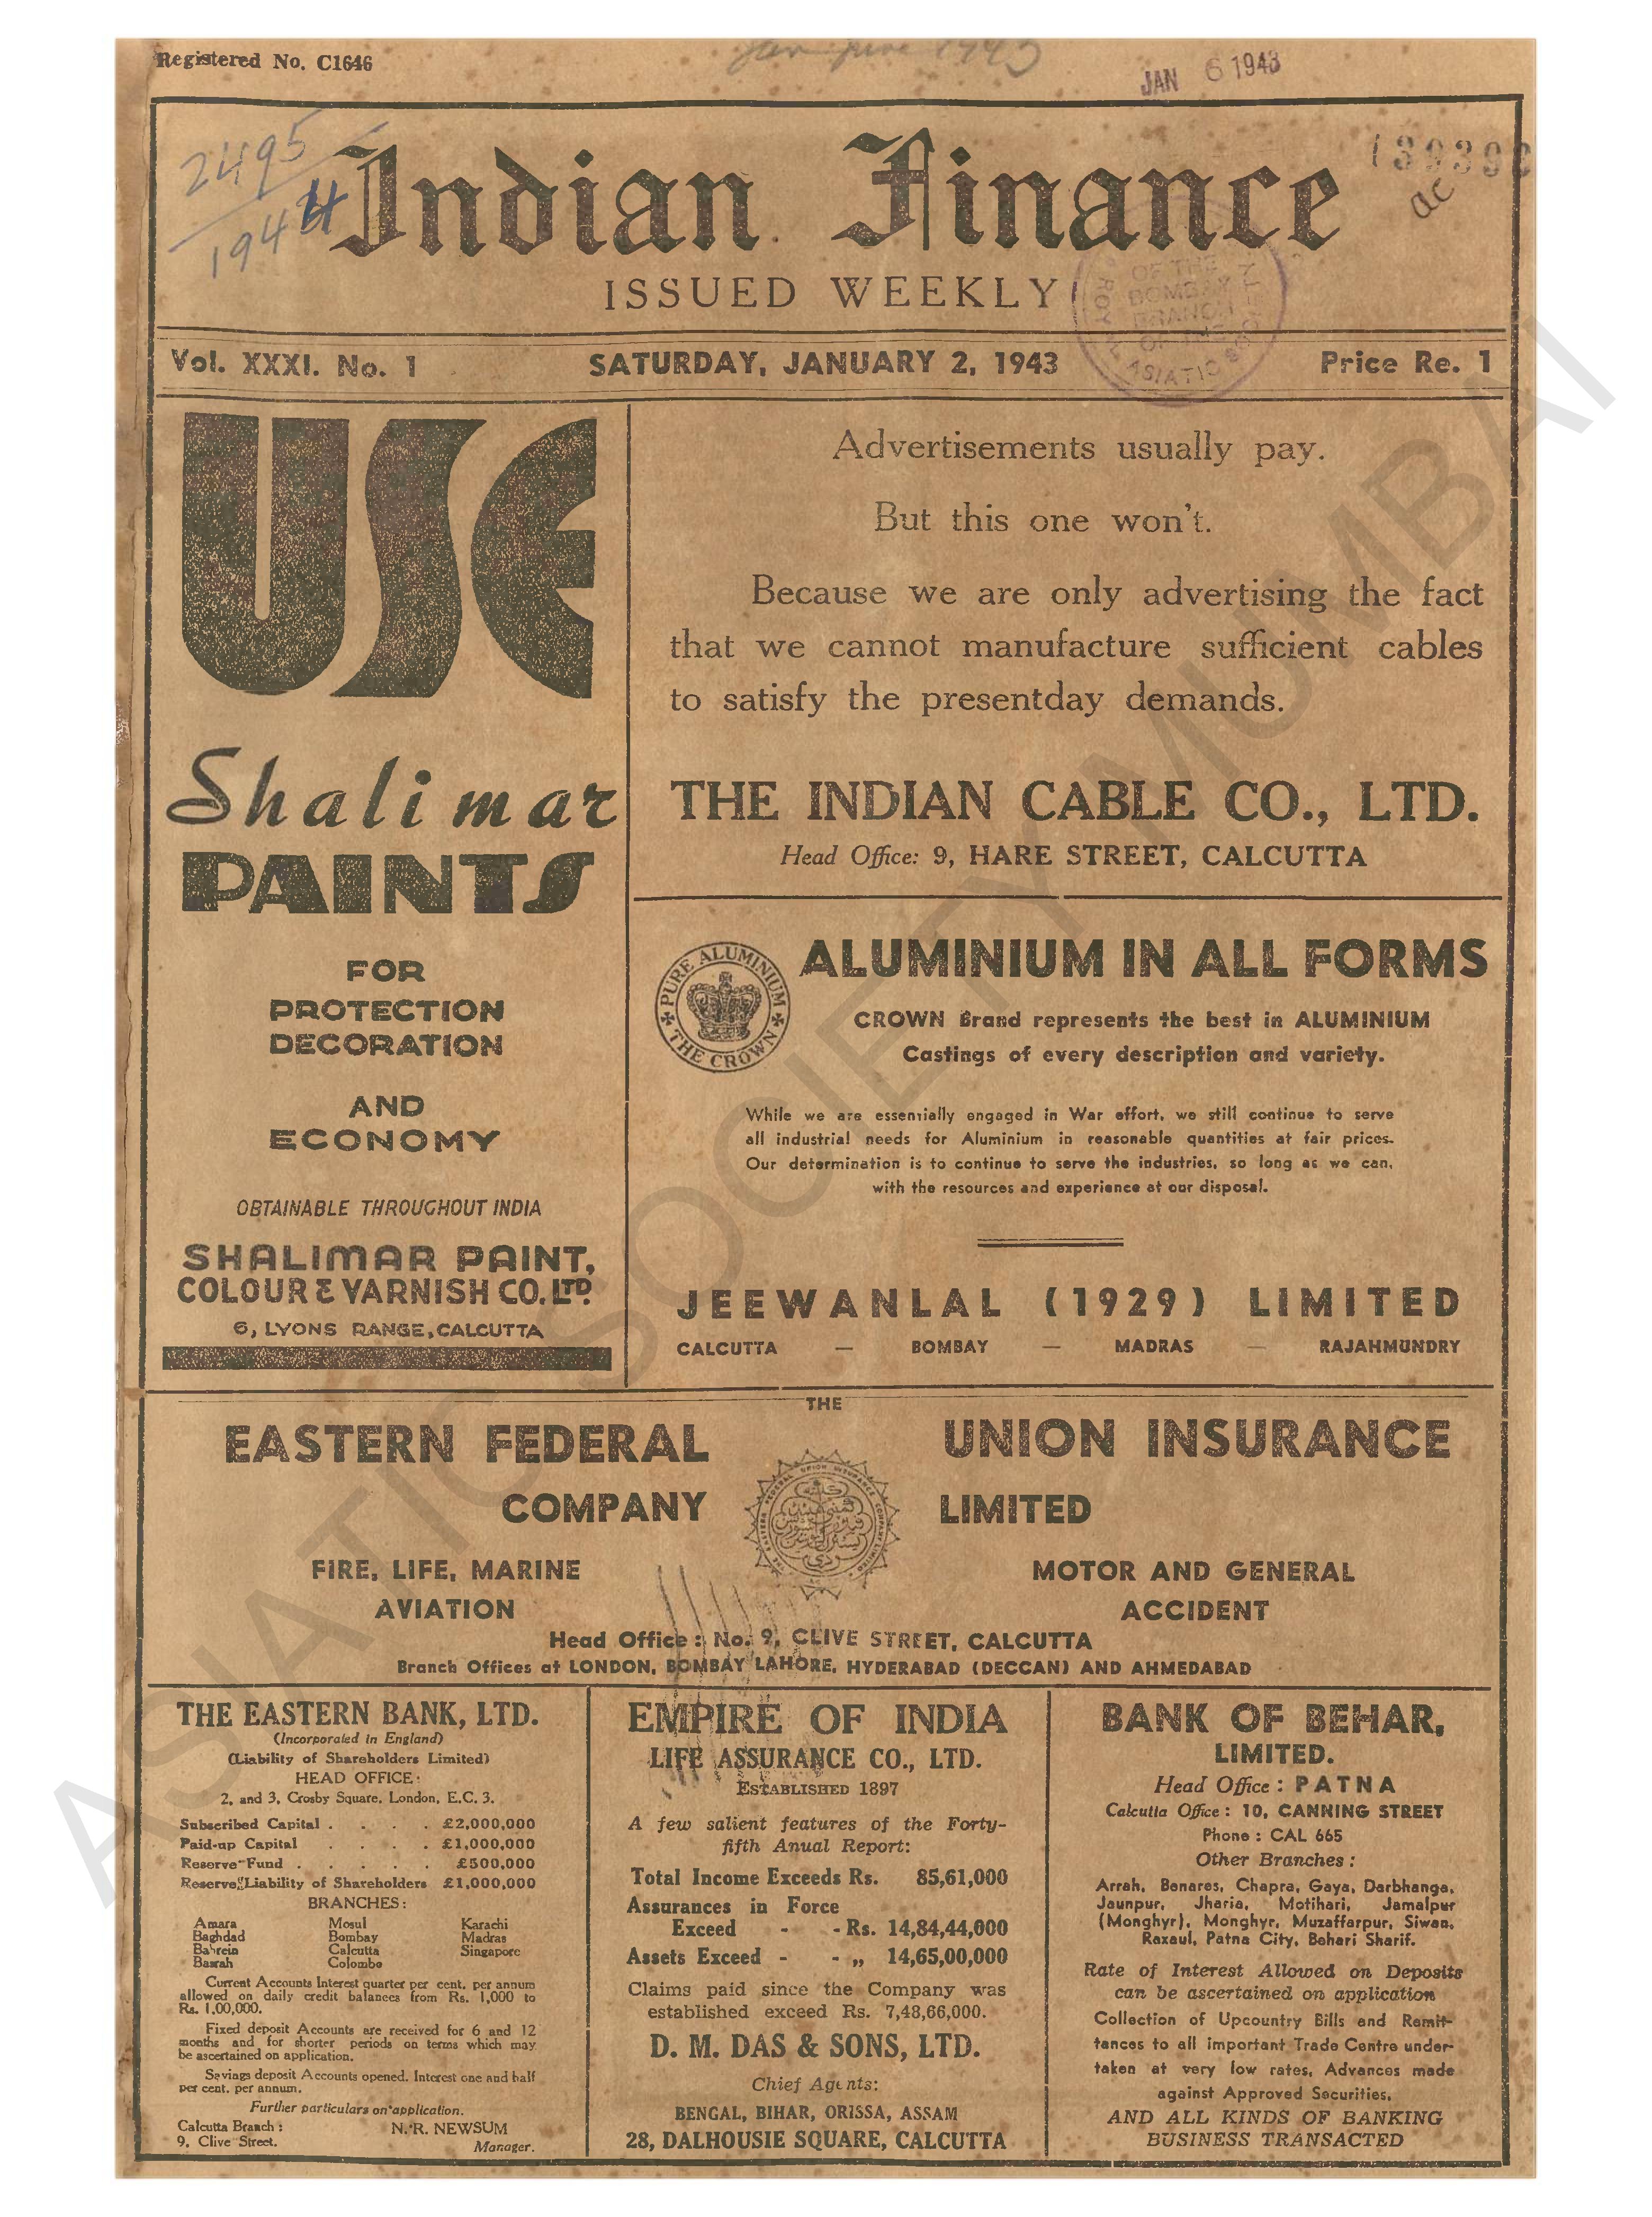 Registered No. C1646
JAN 6 1943
2495
1944
Indian Finance
ISSUED WEEKLY
OF THE
BOMBAY
BRANCH
OF THE
ASIATIC
Vol. XXXI. No. 1
SATURDAY, JANUARY 2, 1943
Price Re. 1
USE
Shalimar
PAINTS
FOR
PROTECTION
DECORATION
AND
ECONOMY
OBTAINABLE THROUGHOUT INDIA
SHALIMAR PAINT,
COLOUR & VARNISH CO. LTD.
6, LYONS RANGE, CALCUTTA
Advertisements usually pay.
But this one won't.
Because we are only advertising the fact
that we cannot manufacture sufficient cables
to satisfy the presentday demands.
THE INDIAN CABLE CO., LTD.
Head Office: 9, HARE STREET, CALCUTTA
PURE ALUMINIUM
THE CROWN
ALUMINIUM IN ALL FORMS
CROWN Brand represents the best in ALUMINIUM
Castings of every description and variety.
While we are essentially engaged in War effort, we still continue to serve
all industrial needs for Aluminium in reasonable quantities at fair prices.
Our determination is to continue to serve the industries, so long as we can,
with the resources and experience at our disposal.
JEEWANLAL (1929) LIMITED
CALCUTTA — BOMBAY — MADRAS — RAJAHMUNDRY
THE
EASTERN FEDERAL UNION INSURANCE
COMPANY LIMITED
FIRE, LIFE, MARINE MOTOR AND GENERAL
AVIATION ACCIDENT
Head Office : No. 9, CLIVE STREET, CALCUTTA
Branch Offices at LONDON, BOMBAY LAHORE, HYDERABAD (DECCAN) AND AHMEDABAD
THE EASTERN BANK, LTD.
(Incorporated in England)
(Liability of Shareholders Limited)
HEAD OFFICE:
2, and 3, Crosby Square, London, E.C. 3.
Subscribed Capital . . . . £2,000,000
Paid-up Capital . . . . £1,000,000
Reserve Fund . . . . . £500,000
Reserve Liability of Shareholders £1,000,000
BRANCHES:
Amara Mosul Karachi
Baghdad Bombay Madras
Bahrein Calcutta Singapore
Basrah Colombo
Current Accounts Interest quarter per cent. per annum
allowed on daily credit balances from Rs. 1,000 to
Rs. 1,00,000.
Fixed deposit Accounts are received for 6 and 12
months and for shorter periods on terms which may
be ascertained on application.
Savings deposit Accounts opened. Interest one and half
per cent. per annum.
Further particulars on application.
Calcutta Branch : N. R. NEWSUM
9, Clive Street. Manager.
EMPIRE OF INDIA
LIFE ASSURANCE CO., LTD.
ESTABLISHED 1897
A few salient features of the Forty-
fifth Anual Report:
Total Income Exceeds Rs. 85,61,000
Assurances in Force
Exceed - - Rs. 14,84,44,000
Assets Exceed - - „ 14,65,00,000
Claims paid since the Company was
established exceed Rs. 7,48,66,000.
D. M. DAS & SONS, LTD.
Chief Agents:
BENGAL, BIHAR, ORISSA, ASSAM
28, DALHOUSIE SQUARE, CALCUTTA
BANK OF BEHAR,
LIMITED.
Head Office : PATNA
Calcutta Office : 10, CANNING STREET
Phone : CAL 665
Other Branches :
Arrah, Benares, Chapra, Gaya, Darbhanga,
Jaunpur, Jharia, Motihari, Jamalpur
(Monghyr), Monghyr, Muzaffarpur, Siwan,
Raxaul, Patna City, Behari Sharif.
Rate of Interest Allowed on Deposits
can be ascertained on application
Collection of Upcountry Bills and Remit-
tances to all important Trade Centre under-
taken at very low rates, Advances made
against Approved Securities.
AND ALL KINDS OF BANKING
BUSINESS TRANSACTED
ASIATIC SOCIETY MUMBAI